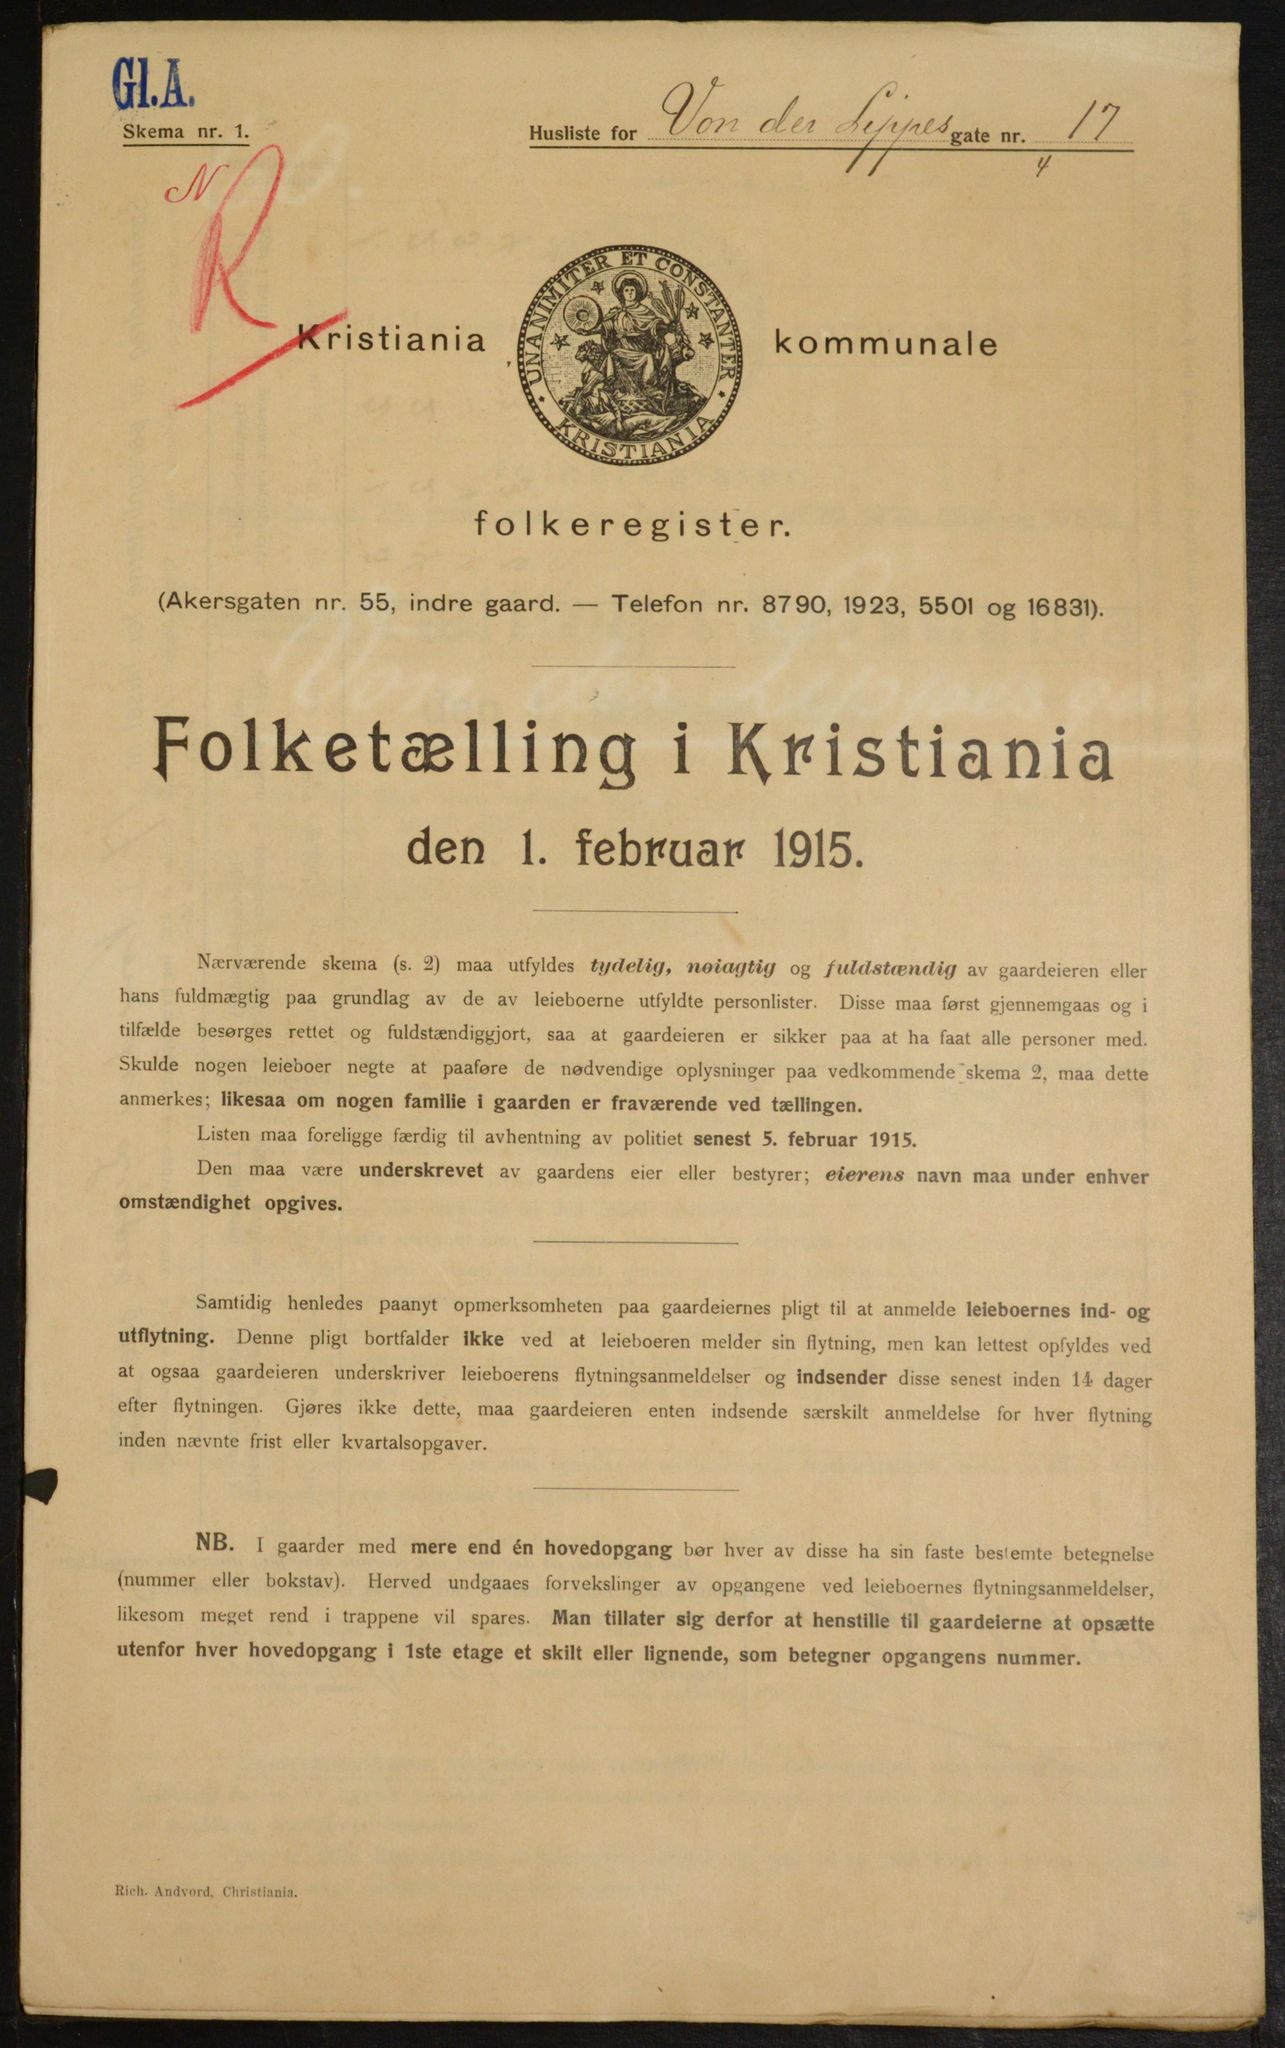 Gl.A.
Skema nr. 1.
Husliste for Von der Lippes gate nr. 17
4
N
R
UNANIMITER ET CONSTANTER
KRISTIANIA
Kristiania kommunale
folkeregister.
(Akersgaten nr. 55, indre gaard. — Telefon nr. 8790, 1923, 5501 og 16831).
Folketælling i Kristiania
den 1. februar 1915.
Nærværende skema (s. 2) maa utfyldes tydelig, nøiagtig og fuldstændig av gaardeieren eller
hans fuldmægtig paa grundlag av de av leieboerne utfyldte personlister. Disse maa først gjennemgaas og i
tilfælde besørges rettet og fuldstændiggjort, saa at gaardeieren er sikker paa at ha faat alle personer med.
Skulde nogen leieboer negte at paaføre de nødvendige oplysninger paa vedkommende skema 2, maa dette
anmerkes; likesaa om nogen familie i gaarden er fraværende ved tællingen.
Listen maa foreligge færdig til avhentning av politiet senest 5. februar 1915.
Den maa være underskrevet av gaardens eier eller bestyrer; eierens navn maa under enhver
omstændighet opgives.
Samtidig henledes paanyt opmerksomheten paa gaardeiernes pligt til at anmelde leieboernes ind- og
utflytning. Denne pligt bortfalder ikke ved at leieboeren melder sin flytning, men kan lettest opfyldes ved
at ogsaa gaardeieren underskriver leieboerens flytningsanmeldelser og indsender disse senest inden 14 dager
efter flytningen. Gjøres ikke dette, maa gaardeieren enten indsende særskilt anmeldelse for hver flytning
inden nævnte frist eller kvartalsopgaver.
NB. I gaarder med mere end én hovedopgang bør hver av disse ha sin faste bestemte betegnelse
(nummer eller bokstav). Herved undgaaes forvekslinger av opgangene ved leieboernes flytningsanmeldelser,
likesom meget rend i trappene vil spares. Man tillater sig derfor at henstille til gaardeierne at opsætte
utenfor hver hovedopgang i 1ste etage et skilt eller lignende, som betegner opgangens nummer.
Rich. Andvord, Christiania.